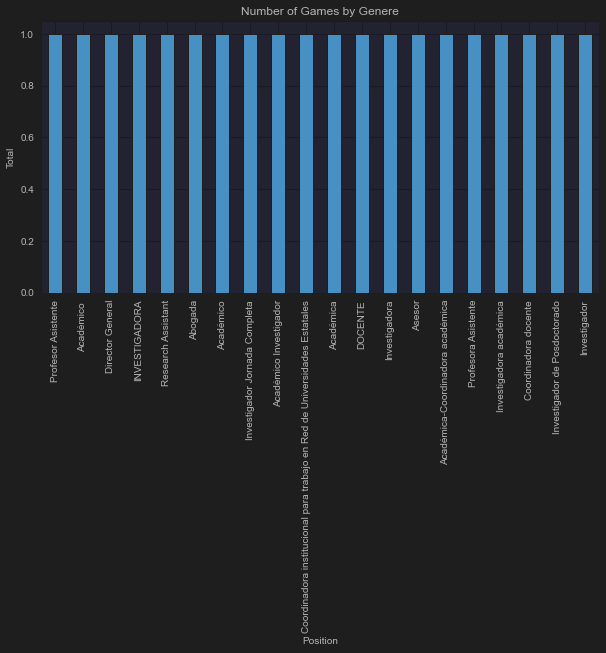 Number of Games by Genere
Total
1.0
0.8
0.6
0.4
0.2
0.0
Profesor Asistente
Académico
Director General
INVESTIGADORA
Research Assistant
Abogada
Académico
Investigador Jornada Completa
Académico Investigador
Coordinadora institucional para trabajo en Red de Universidades Estatales
Académica
DOCENTE
Investigadora
Asesor
Académica-Coordinadora académica
Profesora Asistente
Investigadora académica
Coordinadora docente
Investigador de Posdoctorado
Investigador
Position